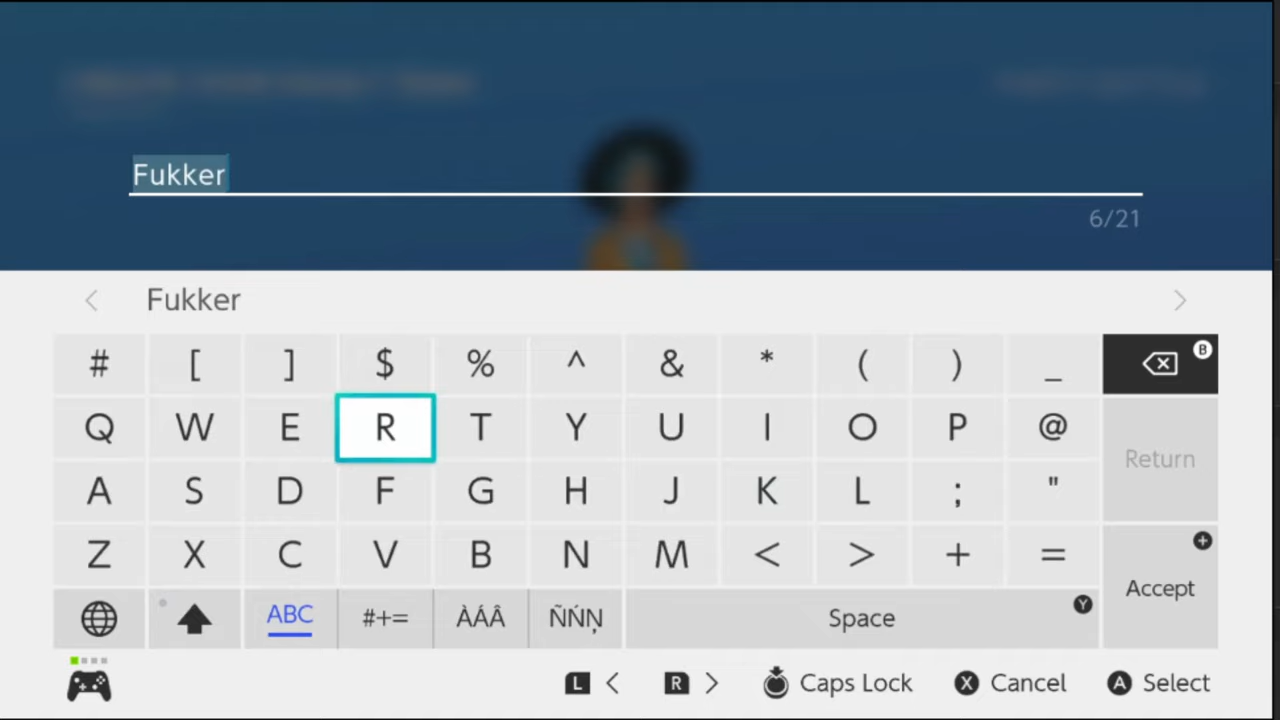 Fukker
6/21
Fukker
# [ ] $ % ^ & * ( ) _ B
Q W E R T Y U I O P @ Return
A S D F G H J K L ; "
Z X C V B N M < > + = + Accept
ABC #+= ÀÁÂ ÑŃŅ Space Y
L < R > Caps Lock X Cancel A Select